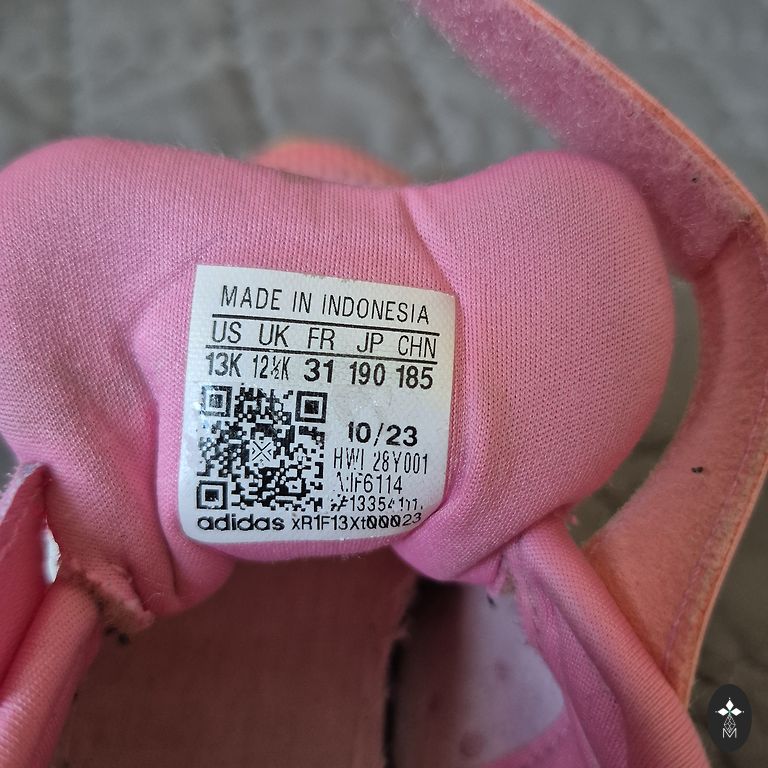 MADE IN INDONESIA
US UK FR JP CHN
13K 12½K 31 190 185
10/23
HWI 28Y001
adidas
M